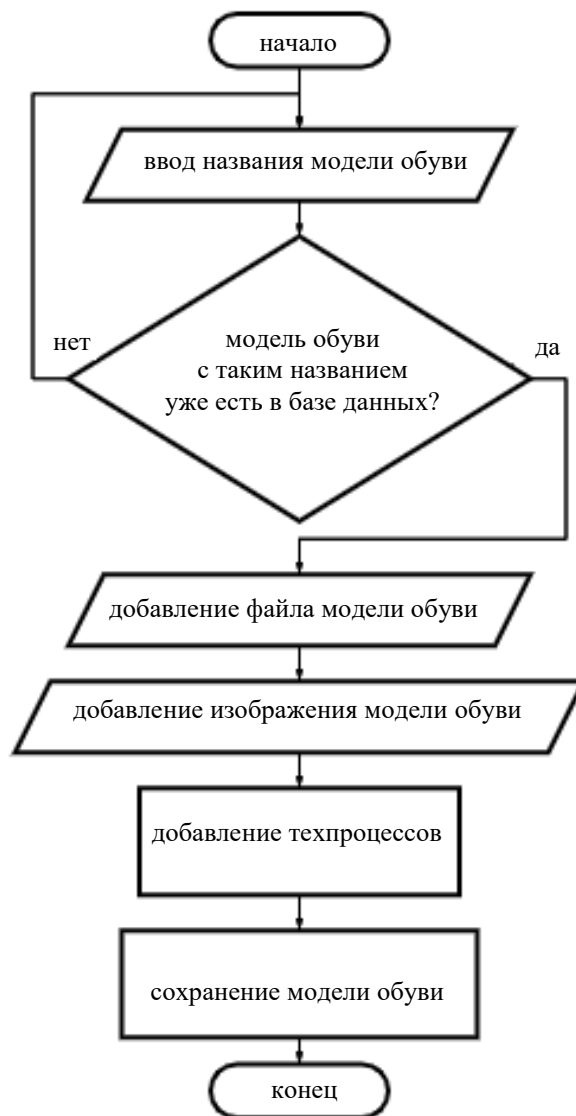 начало
ввод названия модели обуви
нет
модель обуви
с таким названием
уже есть в базе данных?
да
добавление файла модели обуви
добавление изображения модели обуви
добавление техпроцессов
сохранение модели обуви
конец